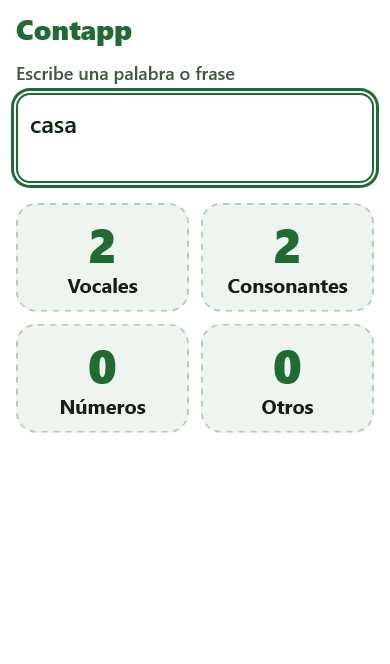 Contapp
Escribe una palabra o frase
casa
2 2
Vocales Consonantes
0 0
Números Otros